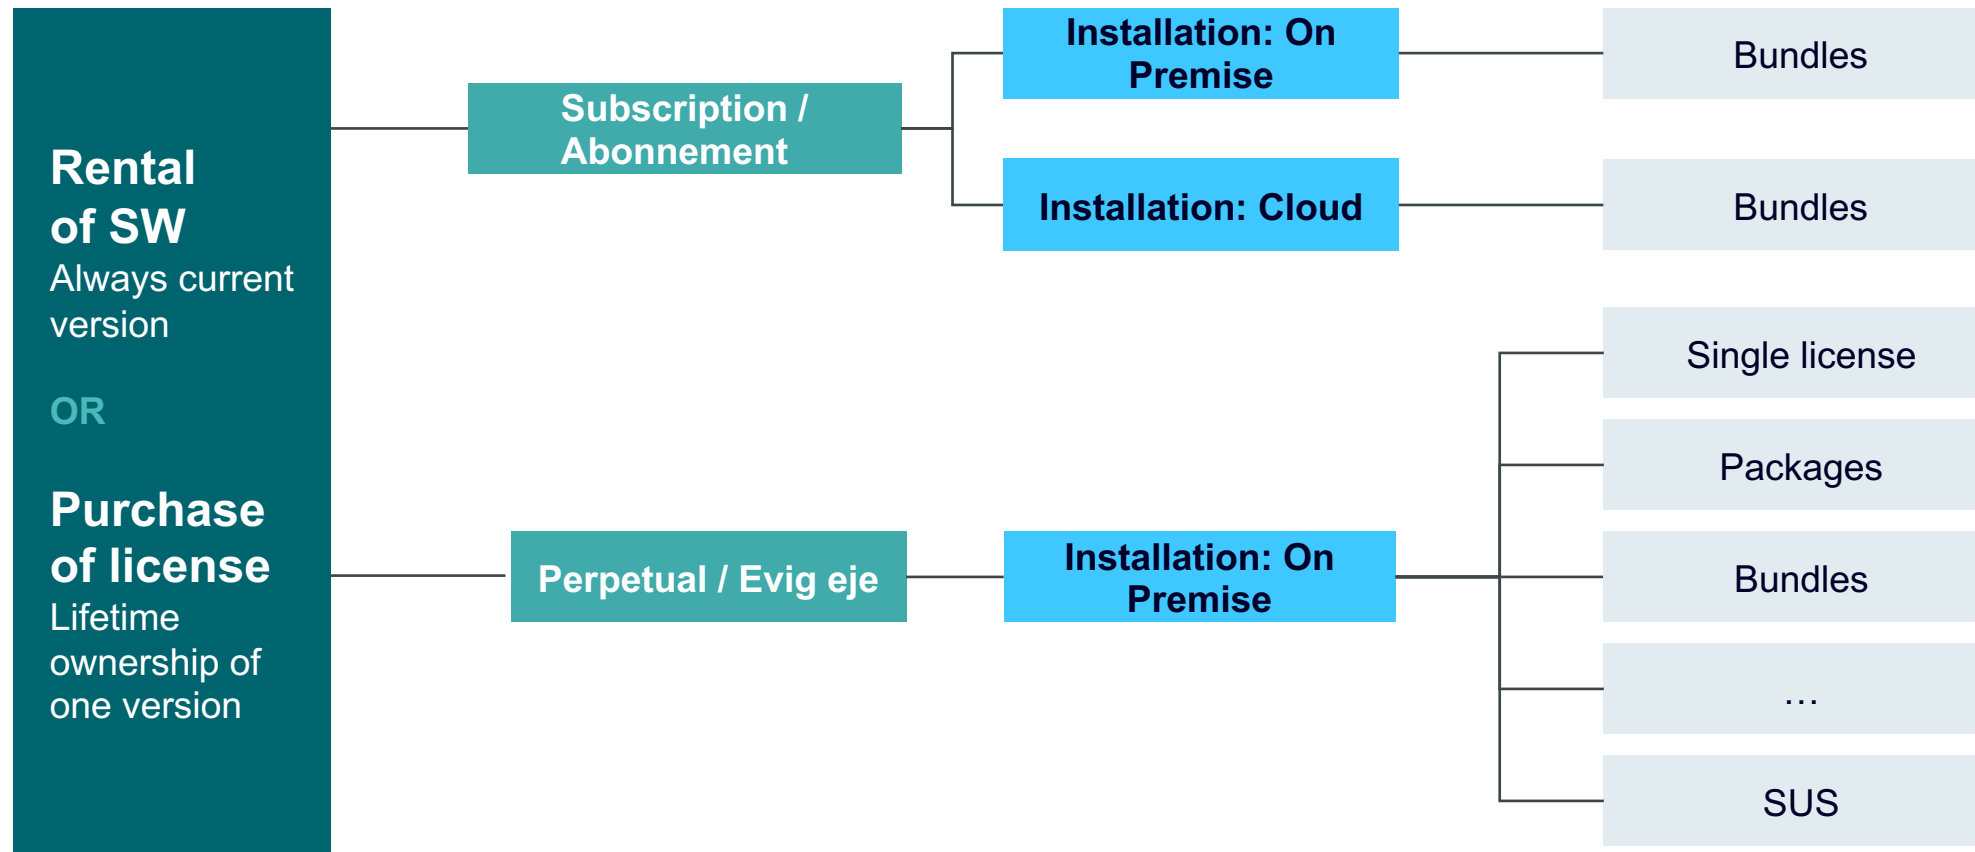 Rental
of SW
Always current
version
OR
Purchase
of license
Lifetime
ownership of
one version
Subscription /
Abonnement
Installation: On
Premise
Bundles
Installation: Cloud
Bundles
Perpetual / Evig eje
Installation: On
Premise
Single license
Packages
Bundles
…
SUS